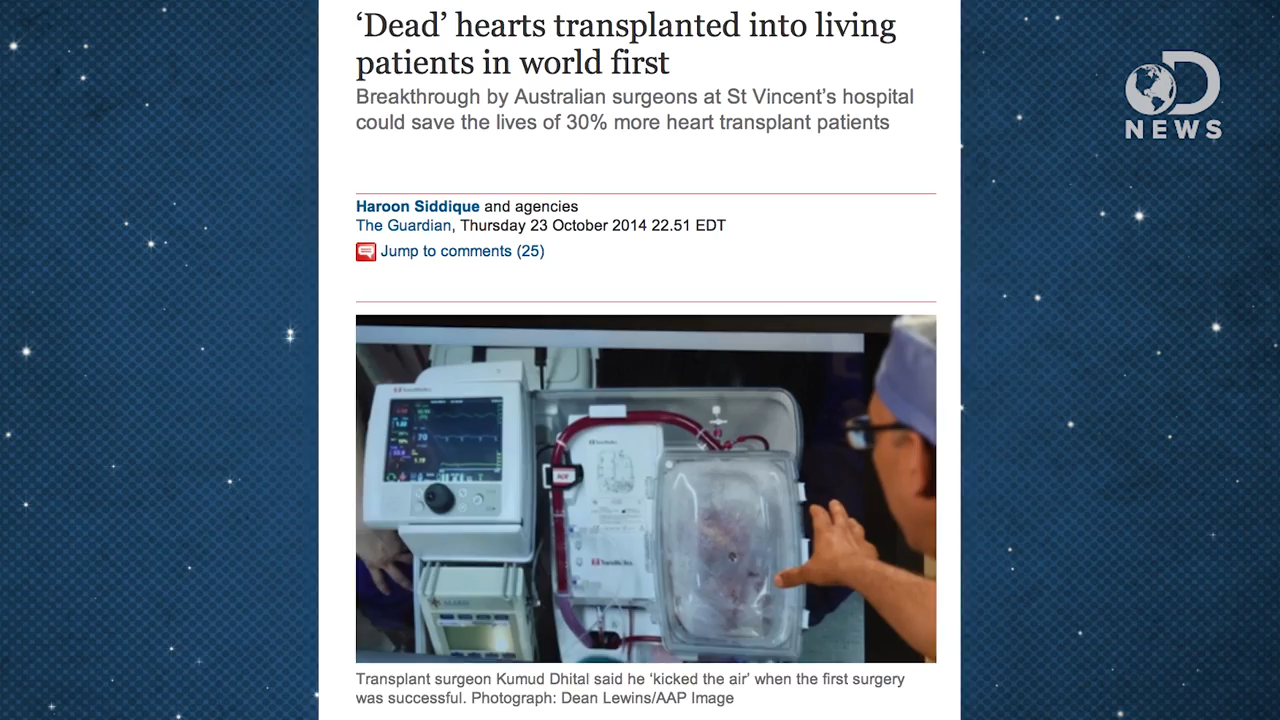 ‘Dead’ hearts transplanted into living
patients in world first
Breakthrough by Australian surgeons at St Vincent’s hospital
could save the lives of 30% more heart transplant patients
D
NEWS
Haroon Siddique and agencies
The Guardian, Thursday 23 October 2014 22.51 EDT
Jump to comments (25)
Transplant surgeon Kumud Dhital said he ‘kicked the air’ when the first surgery
was successful. Photograph: Dean Lewins/AAP Image